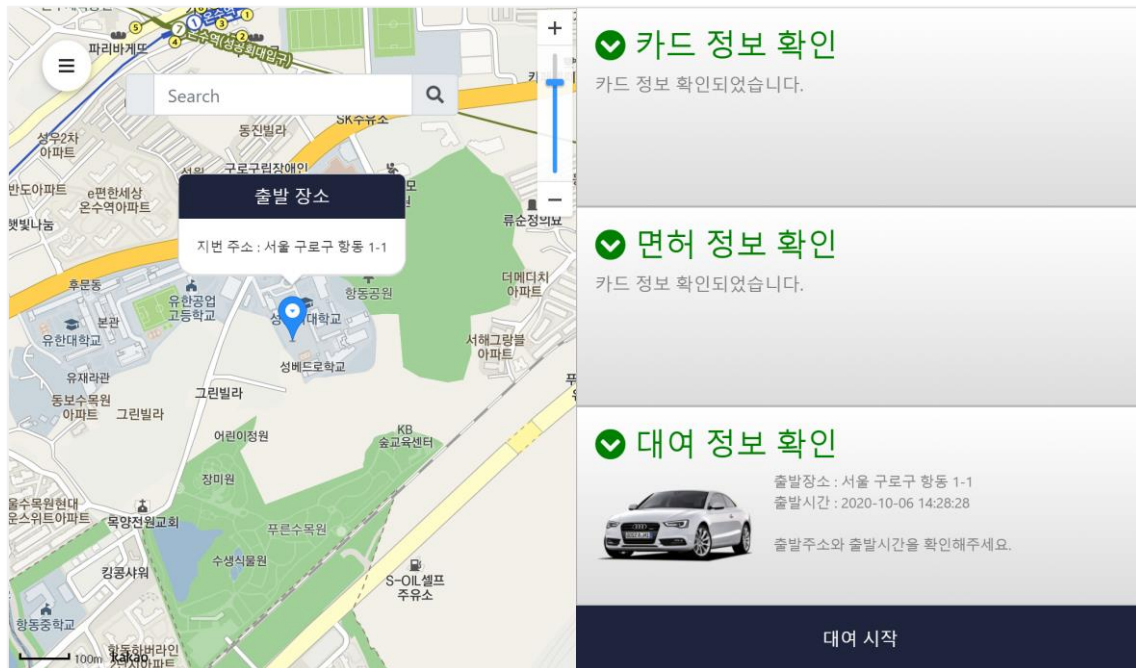 파리바게뜨
온수역(성공회대입구)
Search
SK주유소
동진빌라
성우2차
아파트
구로구립장애인
반도아파트
e편한세상
온수역아파트
햇빛나눔
류순정의묘
출발 장소
지번 주소 : 서울 구로구 항동 1-1
후문동
유한공업
고등학교
본관
유한대학교
항동공원
더메디치
아파트
대학교
서해그랑블
아파트
성베드로학교
유재라관
동보수목원
아파트
그린빌라
그린빌라
어린이정원
KB
숲교육센터
장미원
목양전원교회
푸른수목원
수생식물원
킹콩샤워
S-OIL셀프
주유소
항동중학교
항동하버라인
100m kakao
카드 정보 확인
카드 정보 확인되었습니다.
면허 정보 확인
카드 정보 확인되었습니다.
대여 정보 확인
출발장소 : 서울 구로구 항동 1-1
출발시간 : 2020-10-06 14:28:28
출발주소와 출발시간을 확인해주세요.
대여 시작